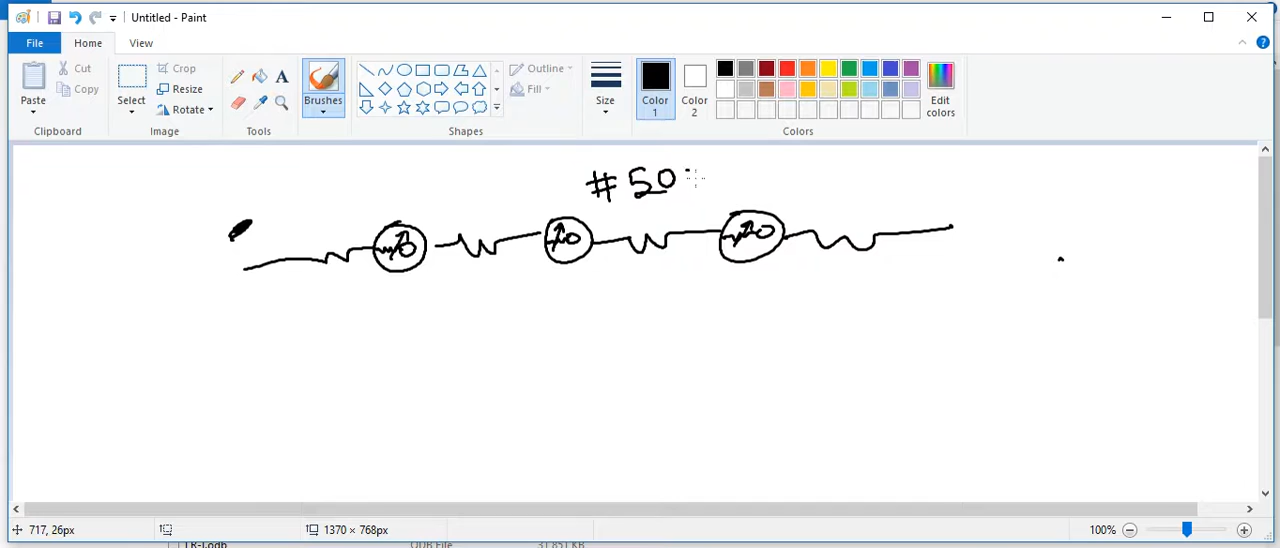 Untitled - Paint
File Home View
Paste
Cut
Copy
Clipboard
Select
Crop
Resize
Rotate
Image
Tools
Brushes
Shapes
Outline
Fill
Size
Color 1
Color 2
Edit colors
Colors
# 50
717, 26px
1370 × 768px
100%